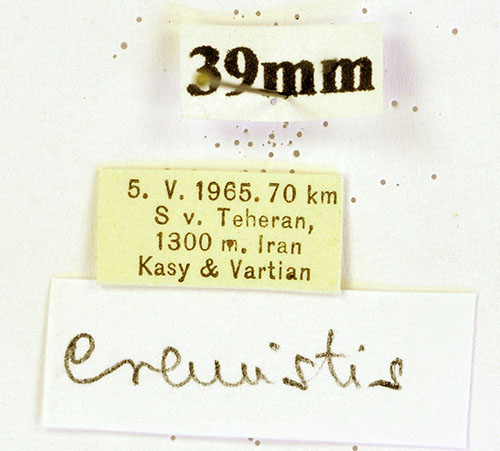 39mm
5. V. 1965. 70 km
S v. Teheran,
1300 m. Iran
Kasy & Vartian
eremistis